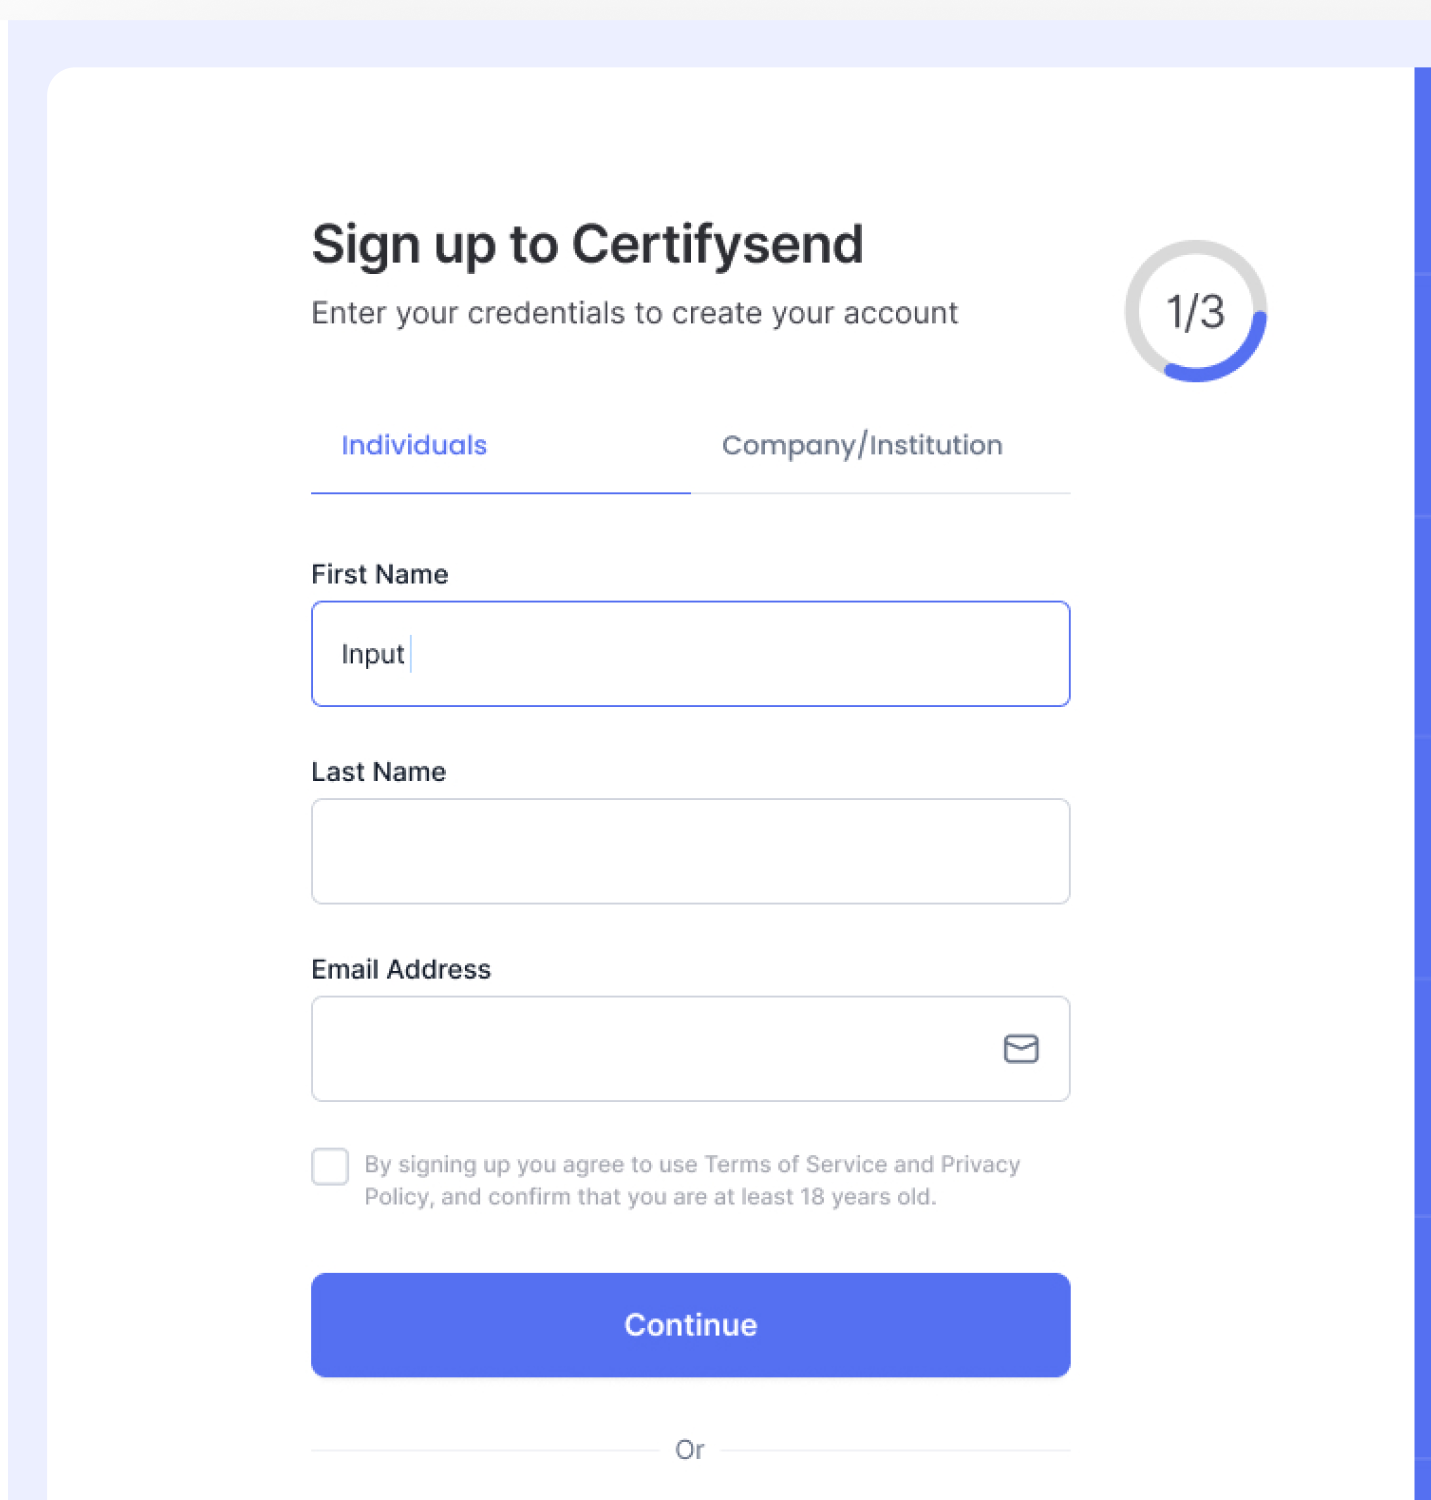 Sign up to Certifysend
Enter your credentials to create your account
1/3
Individuals
Company/Institution
First Name
Input
Last Name
Email Address
By signing up you agree to use Terms of Service and Privacy
Policy, and confirm that you are at least 18 years old.
Continue
Or